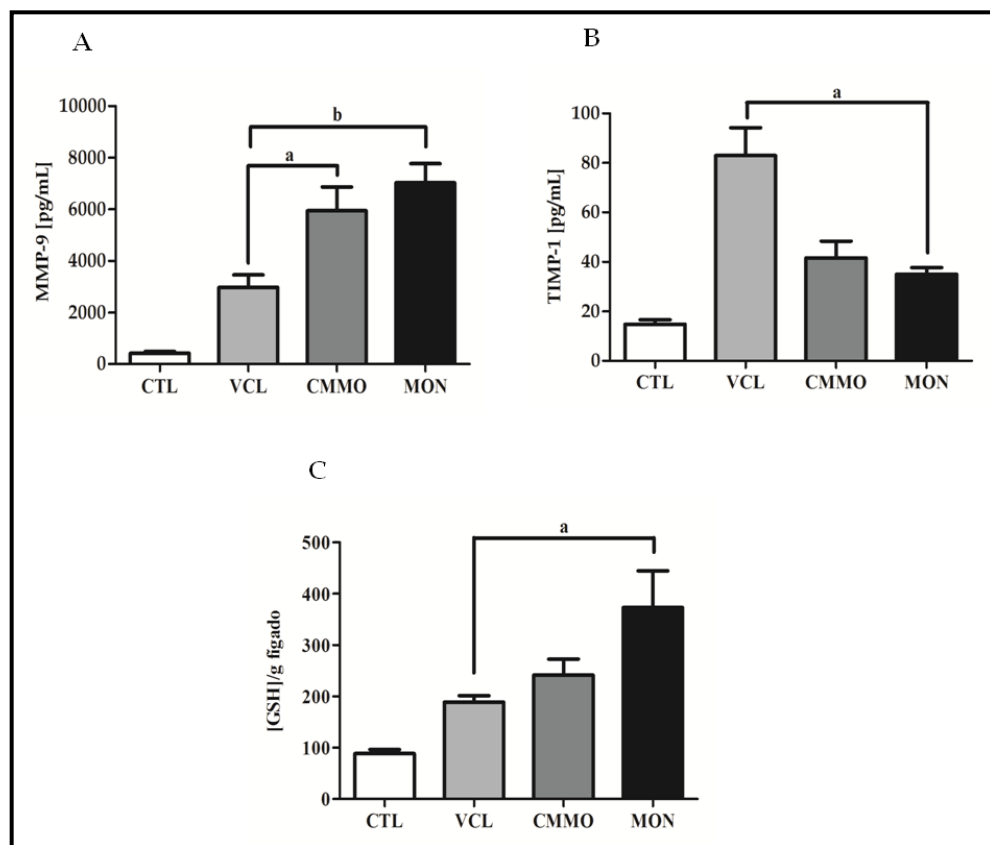 A
MMP-9 [pg/mL]
10000
8000
6000
4000
2000
0
b
a
CTL VCL CMMO MON
B
TIMP-1 [pg/mL]
100
80
60
40
20
0
a
CTL VCL CMMO MON
C
[GSH]/g fígado
500
400
300
200
100
0
a
CTL VCL CMMO MON